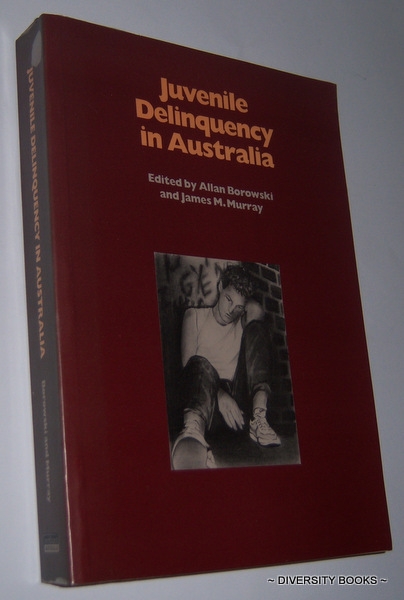 Juvenile
Delinquency
in Australia
Edited by Allan Borowski
and James M. Murray
JUVENILE DELINQUENCY IN AUSTRALIA
Borowski and Murray
~ DIVERSITY BOOKS ~